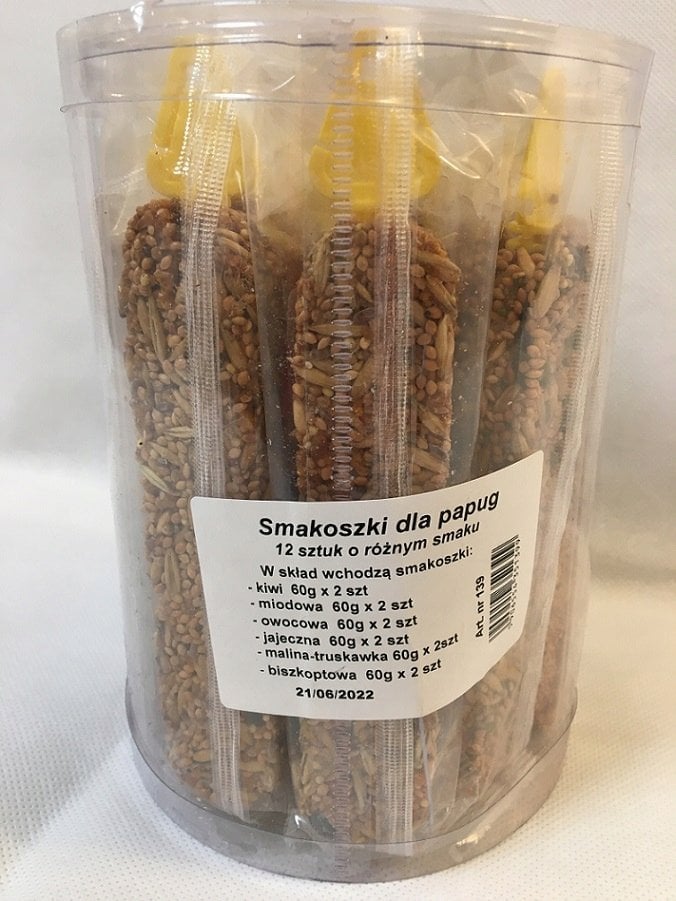 Smakoszki dla papug
12 sztuk o różnym smaku
W skład wchodzą smakoszki:
- kiwi 60g x 2 szt
- miodowa 60g x 2 szt
- owocowa 60g x 2 szt
- jajeczna 60g x 2 szt
- malina-truskawka 60g x 2szt
- biszkoptowa 60g x 2 szt
21/06/2022
Art. nr 139